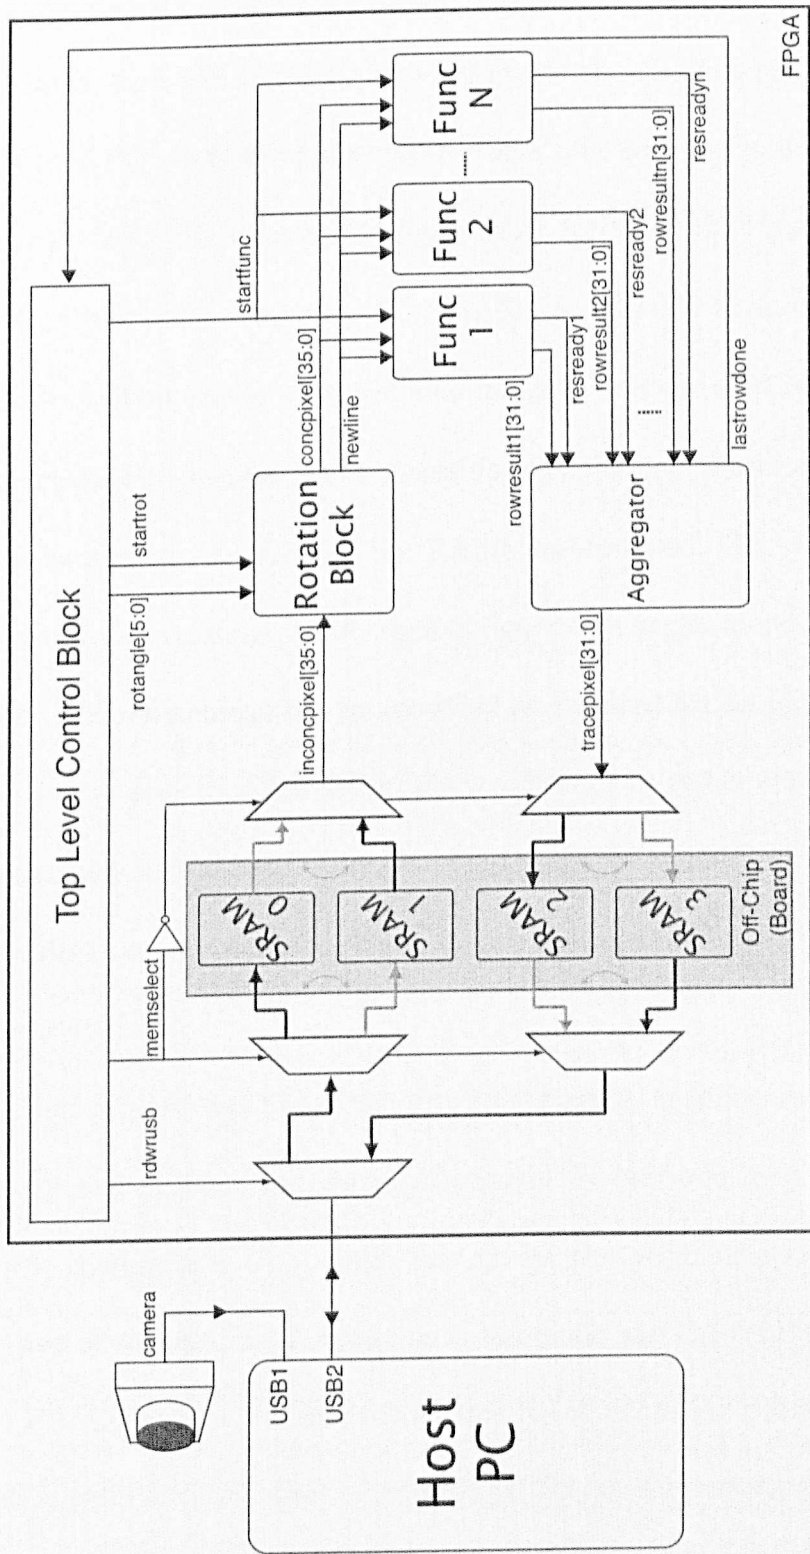 FPGA
Top Level Control Block
camera
rdwrusb
memselect
rotangle[5:0]
startrot
startfunc
USB1
USB2
Host
PC
SRAM
0
SRAM
1
SRAM
2
SRAM
3
Off-Chip
(Board)
inconcpixel[35:0]
Rotation
Block
concpixel[35:0]
newline
Func
1
Func
2
......
Func
N
tracepixel[31:0]
Aggregator
rowresult1[31:0]
resready1
rowresult2[31:0]
resready2
......
rowresultn[31:0]
resreadyn
lastrowdone